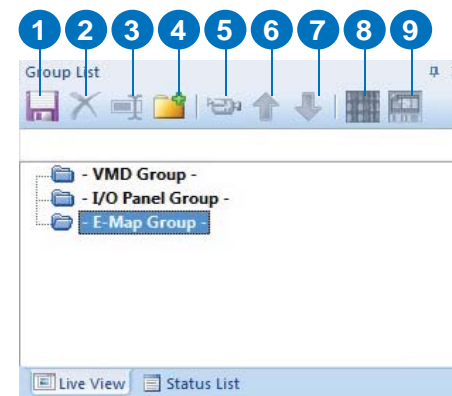 1 2 3 4 5 6 7 8 9
Group List
- VMD Group -
- I/O Panel Group -
- E-Map Group -
Live View Status List